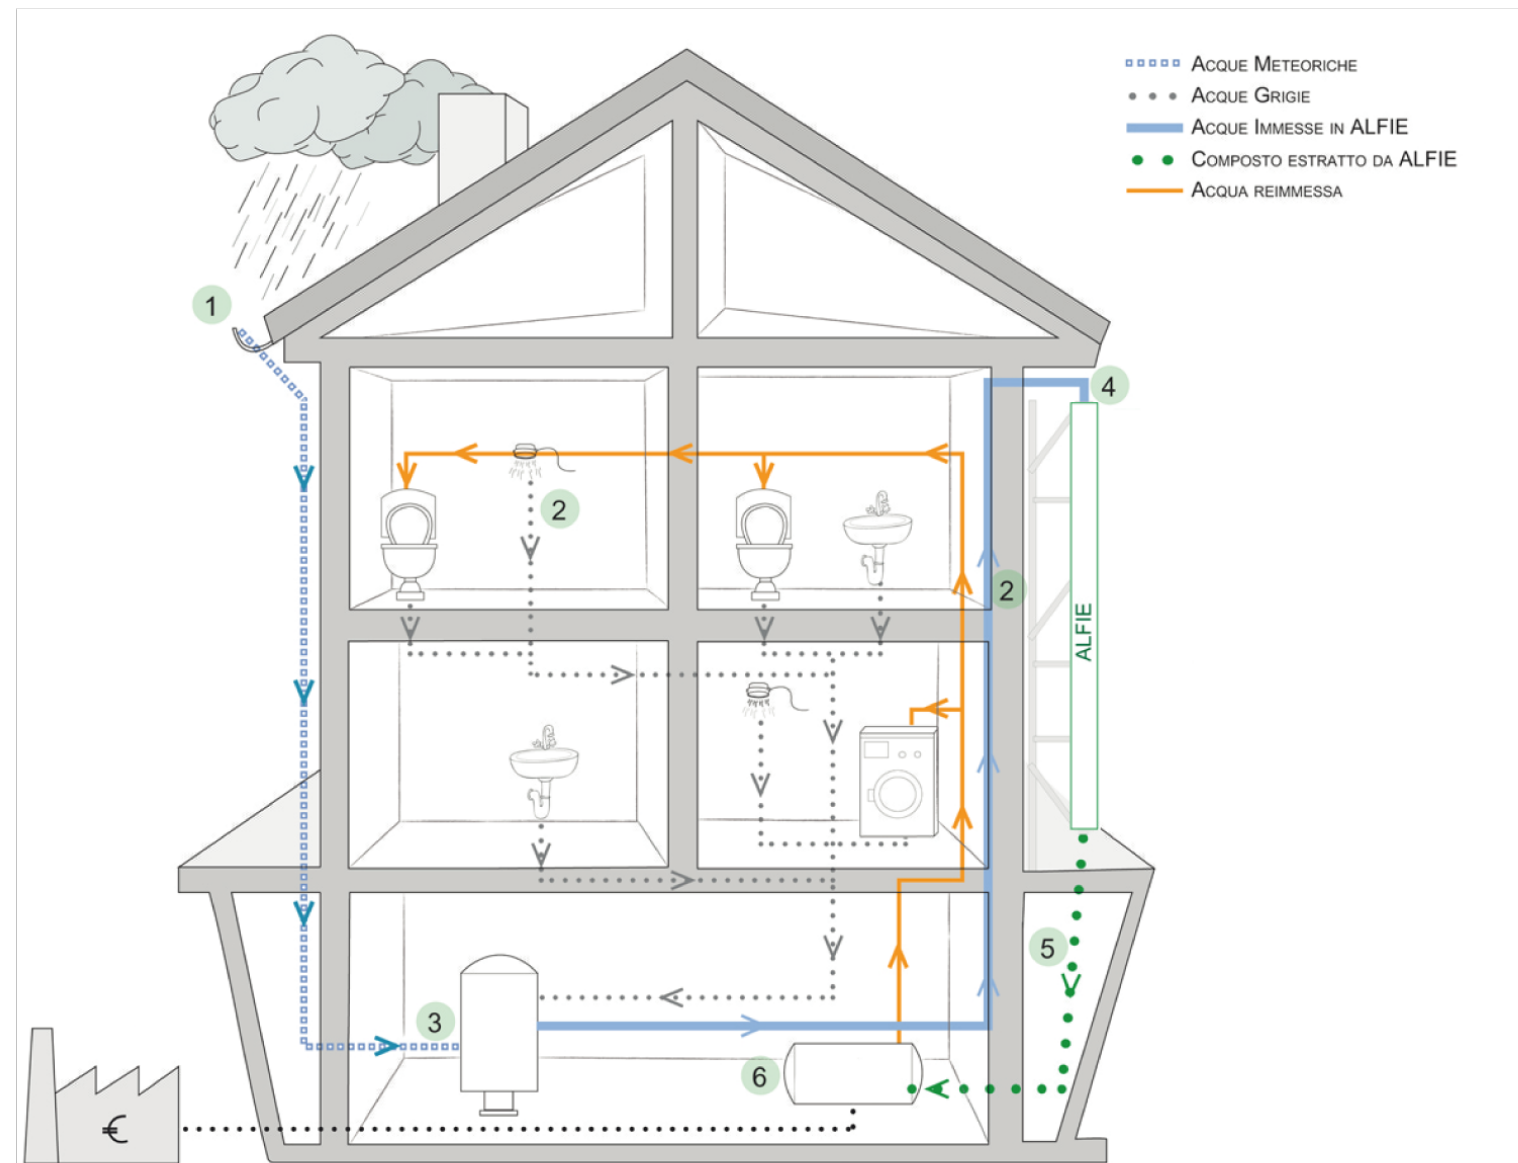 Acque Meteoriche
Acque Grigie
Acque Immesse in ALFIE
Composto estratto da ALFIE
Acqua reimmessa
1
4
2
2
ALFIE
5
3
6
€